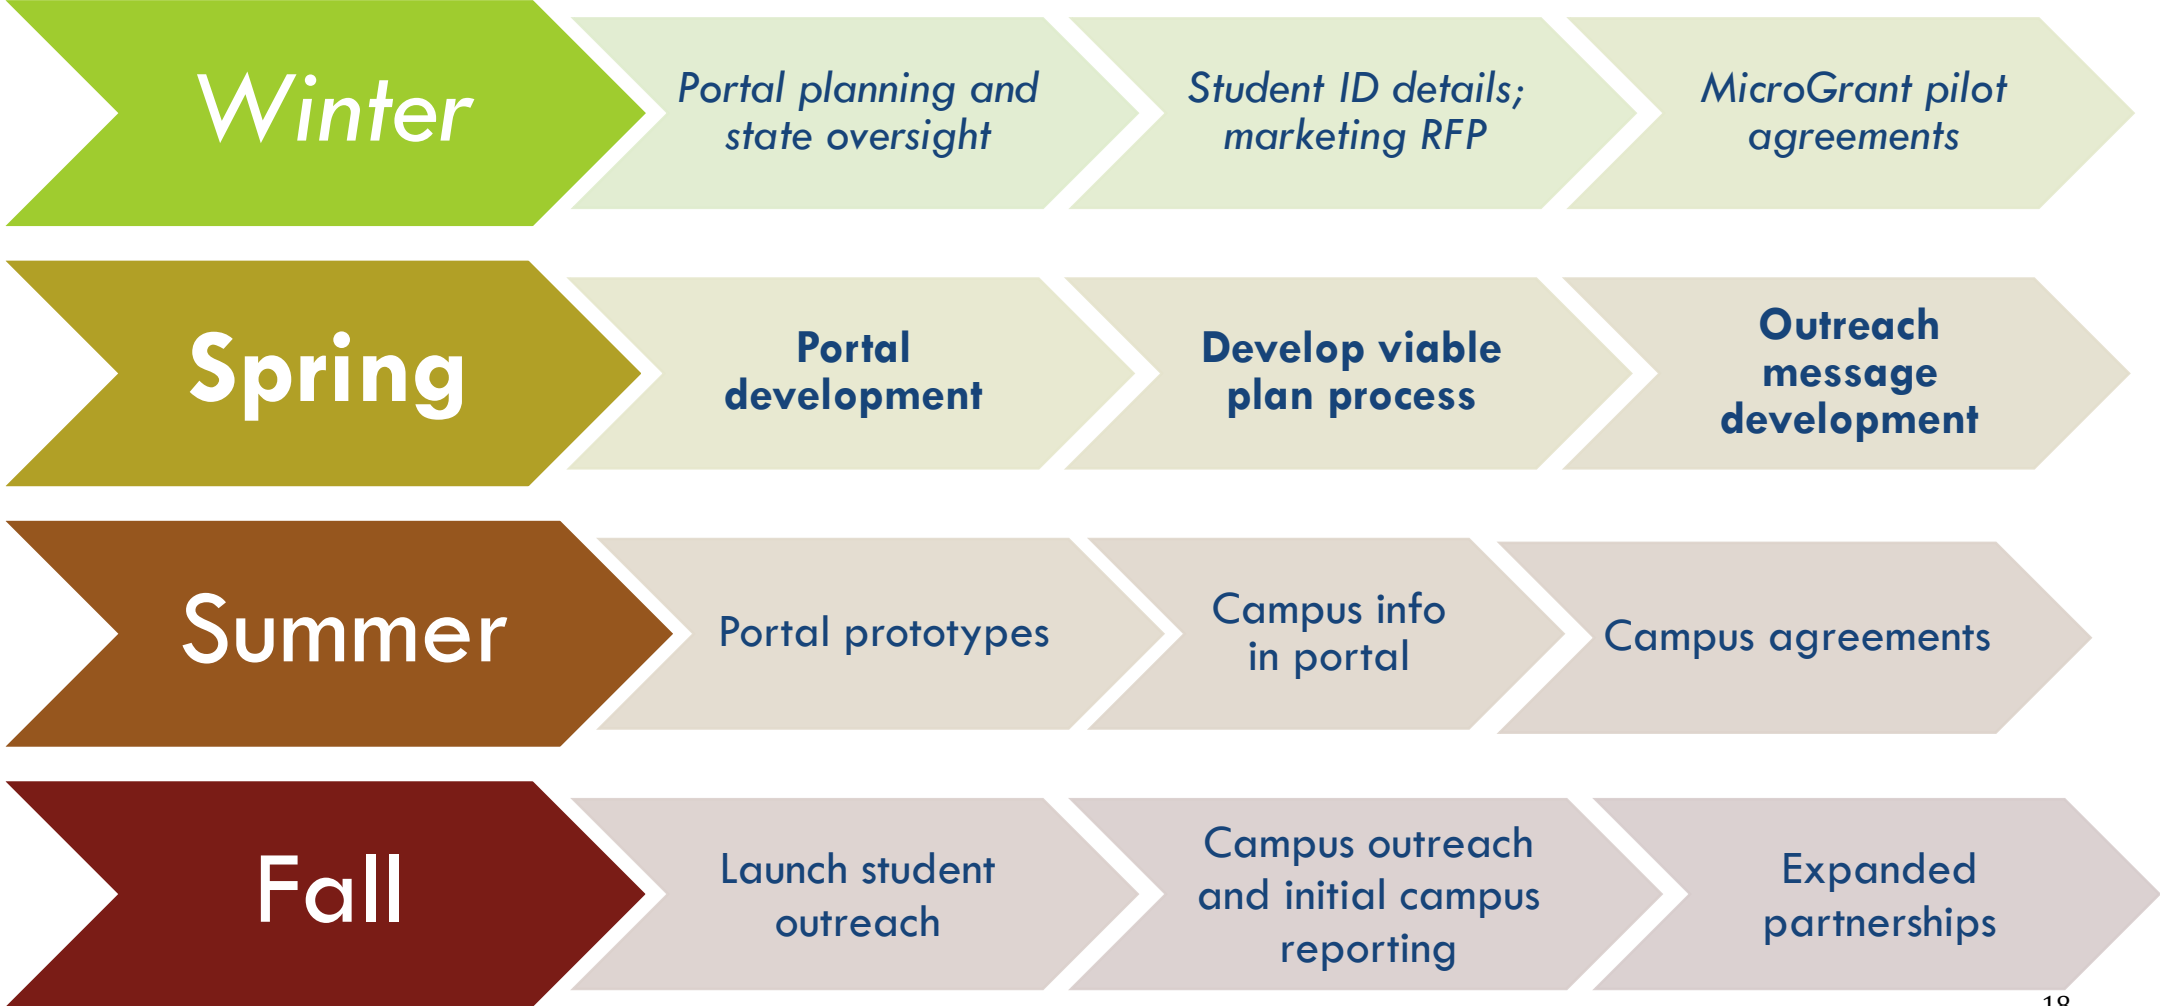 Winter
Portal planning and
state oversight
Student ID details;
marketing RFP
MicroGrant pilot
agreements
Spring
Portal
development
Develop viable
plan process
Outreach
message
development
Summer
Portal prototypes
Campus info
in portal
Campus agreements
Fall
Launch student
outreach
Campus outreach
and initial campus
reporting
Expanded
partnerships
18